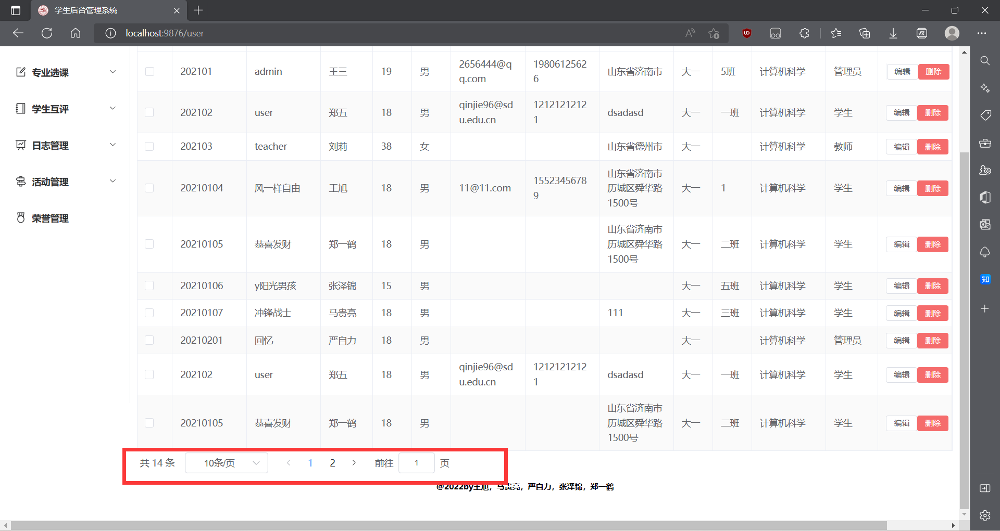 学生后台管理系统
localhost:9876/user
专业选课
学生互评
日志管理
活动管理
荣誉管理
202101 admin 王三 19 男 2656444@q 1980612562 山东省济南市 大一 5班 计算机科学 管理员 编辑 删除
q.com 6
202102 user 郑五 18 男 qinjie96@sd 1212121212 dsadasd 大一 一班 计算机科学 学生 编辑 删除
u.edu.cn 1
202103 teacher 刘莉 38 女 山东省德州市 大一 计算机科学 教师 编辑 删除
20210104 风一样自由 王旭 18 男 11@11.com 1552345678 山东省济南市 大一 1 计算机科学 学生 编辑 删除
9 历城区舜华路
1500号
20210105 恭喜发财 郑一鹤 18 男 山东省济南市 大一 二班 计算机科学 学生 编辑 删除
历城区舜华路
1500号
20210106 y阳光男孩 张泽锦 15 男 大一 五班 计算机科学 学生 编辑 删除
20210107 冲锋战士 马贵亮 18 男 111 大一 三班 计算机科学 学生 编辑 删除
20210201 回忆 严自力 18 男 大一 计算机科学 管理员 编辑 删除
202102 user 郑五 18 男 qinjie96@sd 1212121212 dsadasd 大一 一班 计算机科学 学生 编辑 删除
u.edu.cn 1
20210105 恭喜发财 郑一鹤 18 男 山东省济南市 大一 二班 计算机科学 学生 编辑 删除
历城区舜华路
1500号
共 14 条 10条/页 1 2 前往 1 页
@2022by王旭，马贵亮，严自力，张泽锦，郑一鹤
知